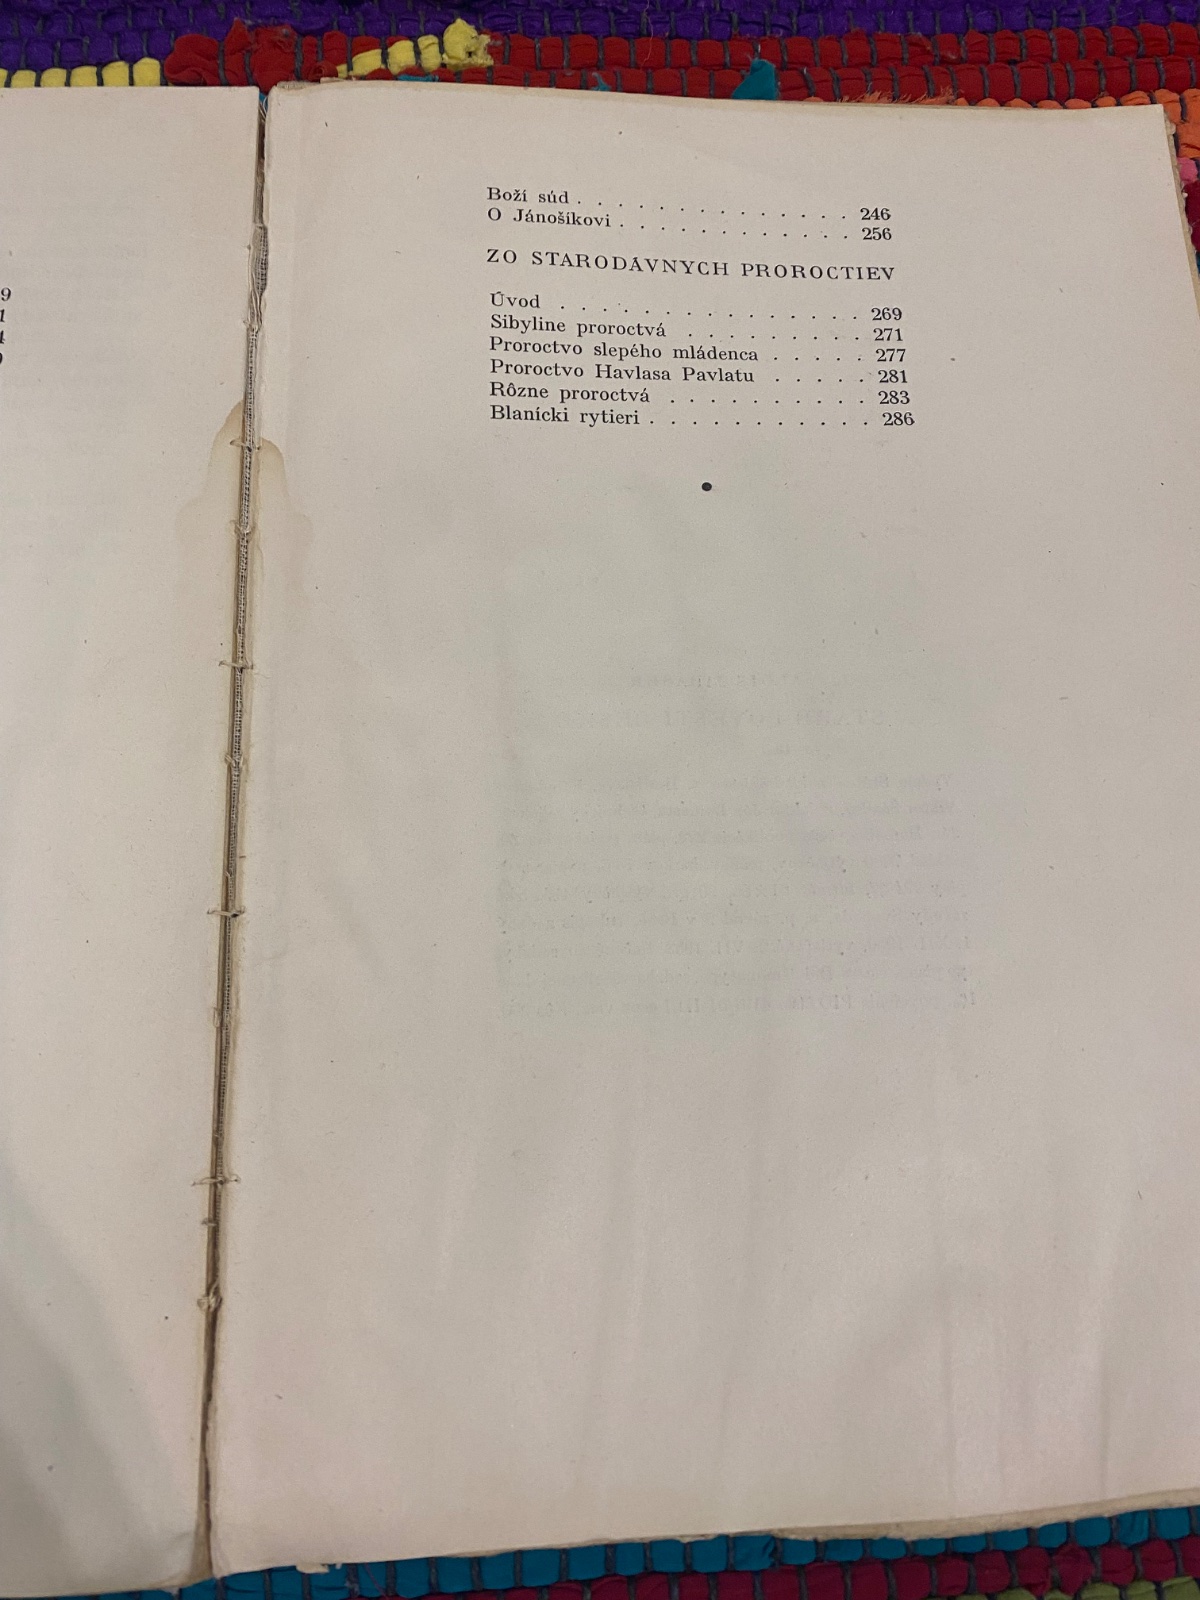 Boží súd . . . . . . . . . . . . . . 246
O Jánošíkovi . . . . . . . . . . . . 256
ZO STARODÁVNYCH PROROCTIEV
Úvod . . . . . . . . . . . . . . . 269
Sibyline proroctvá . . . . . . . . . 271
Proroctvo slepého mládenca . . . . . 277
Proroctvo Havlasa Pavlatu . . . . . 281
Rôzne proroctvá . . . . . . . . . . 283
Blanícki rytieri . . . . . . . . . . . 286